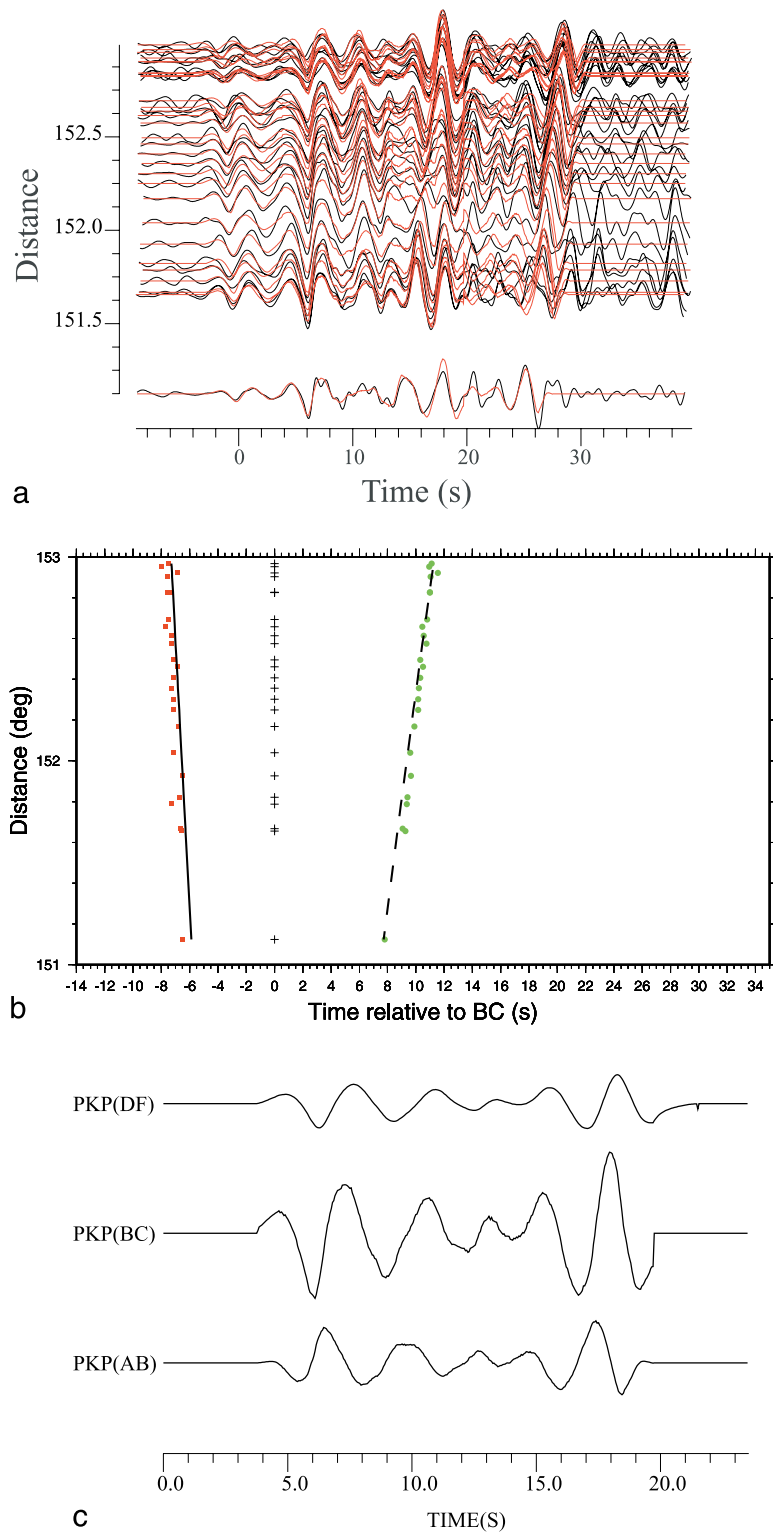 152.5
152.0
151.5
Distance
0 10 20 30
Time (s)
a
153
152
151
Distance (deg)
-14 -12 -10 -8 -6 -4 -2 0 2 4 6 8 10 12 14 16 18 20 22 24 26 28 30 32 34
Time relative to BC (s)
b
PKP(DF)
PKP(BC)
PKP(AB)
0.0 5.0 10.0 15.0 20.0
TIME(S)
c